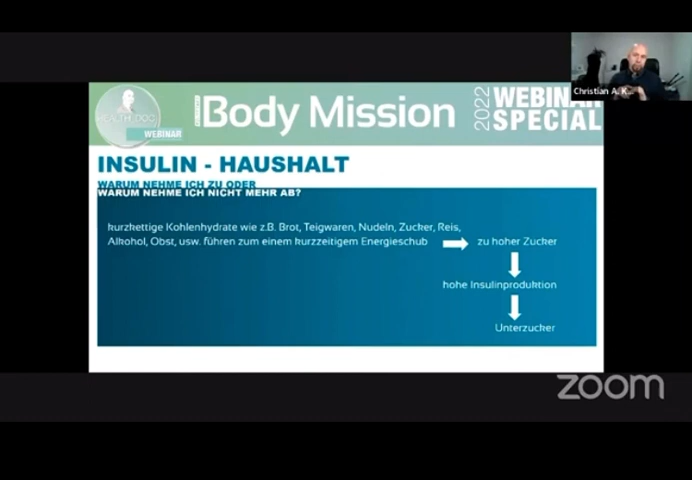 Christian A. K...
HEALTH DOC
WEBINAR
Body Mission
2022
WEBINAR
SPECIAL
INSULIN - HAUSHALT
WARUM NEHME ICH ZU ODER
WARUM NEHME ICH NICHT MEHR AB?
kurzkettige Kohlenhydrate wie z.B. Brot, Teigwaren, Nudeln, Zucker, Reis,
Alkohol, Obst, usw. führen zum einem kurzzeitigem Energieschub
zu hoher Zucker
hohe Insulinproduktion
Unterzucker
zoom